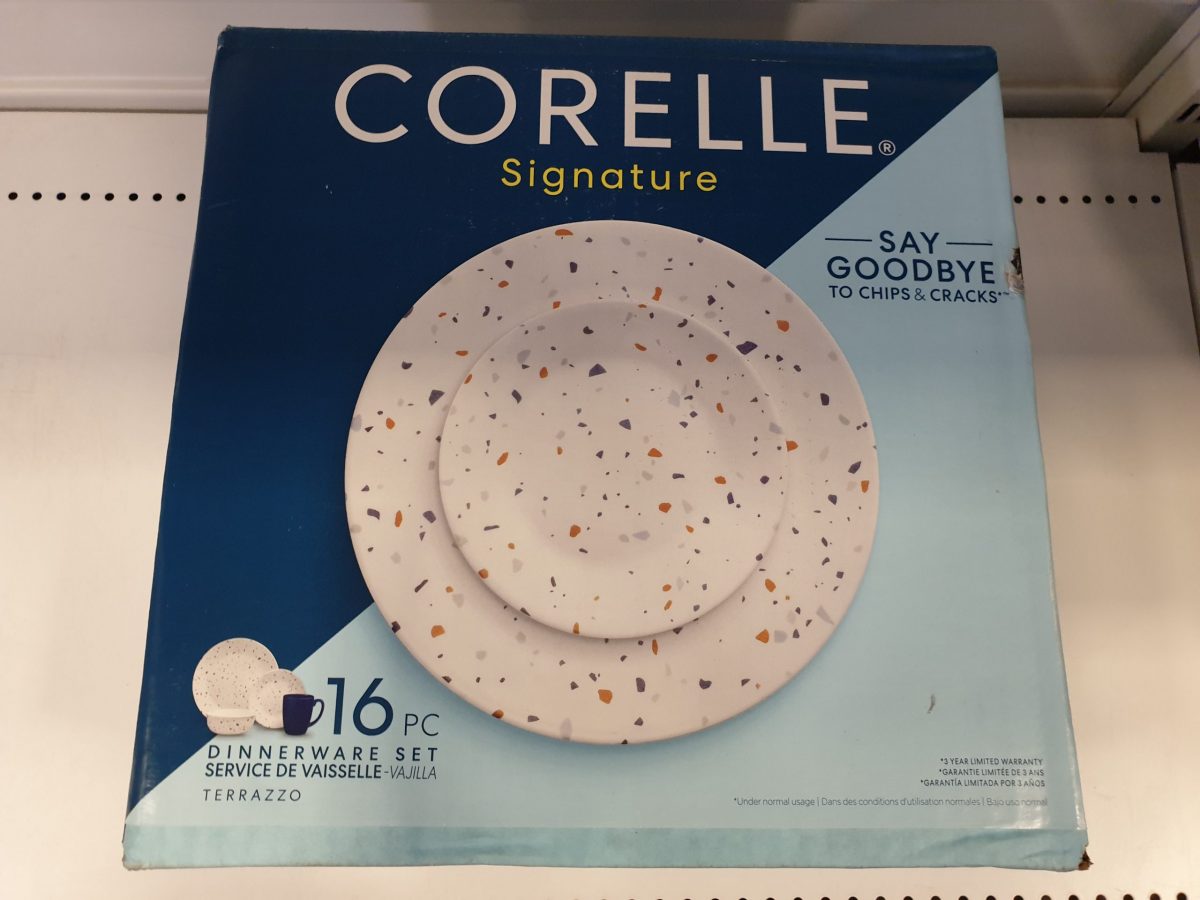 CORELLE®
Signature
SAY
GOODBYE
TO CHIPS & CRACKS*™
16 PC
DINNERWARE SET
SERVICE DE VAISSELLE-VAJILLA
TERRAZZO
*3 YEAR LIMITED WARRANTY
*GARANTIE LIMITÉE DE 3 ANS
*GARANTÍA LIMITADA POR 3 AÑOS
*Under normal usage | Dans des conditions d'utilisation normales | Bajo uso normal